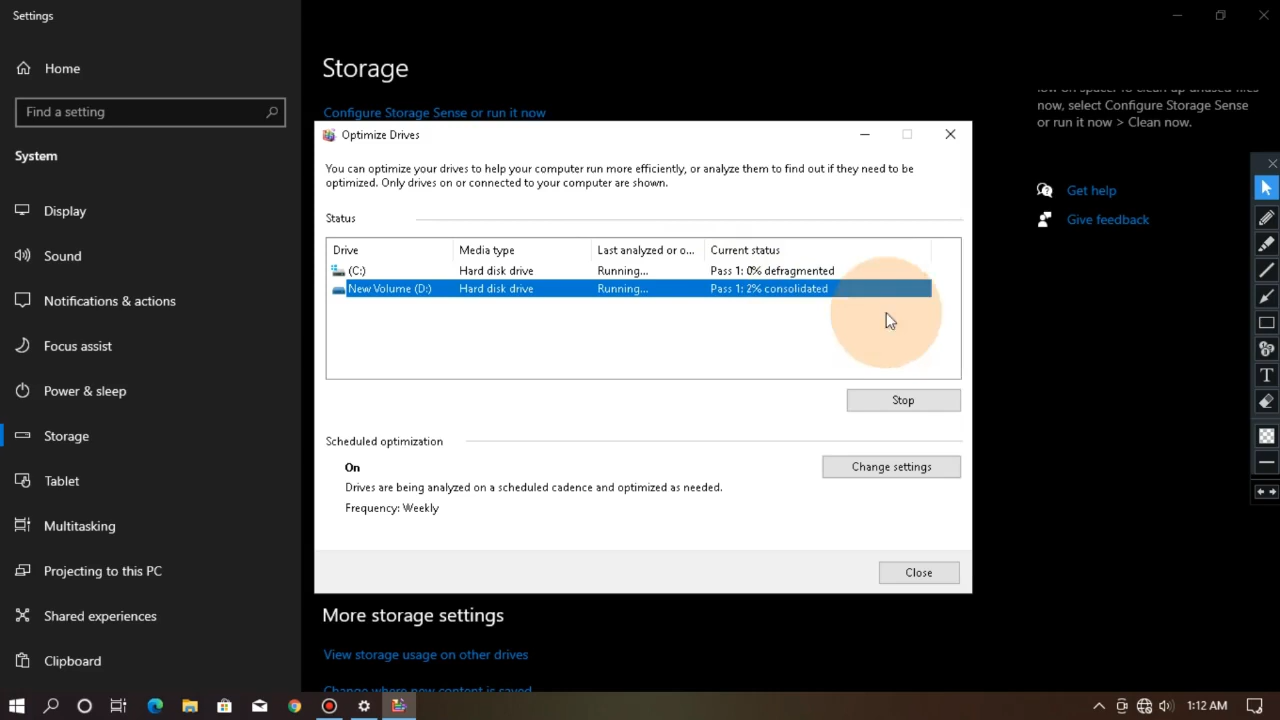 Settings
Home
Find a setting
System
Display
Sound
Notifications & actions
Focus assist
Power & sleep
Storage
Tablet
Multitasking
Projecting to this PC
Shared experiences
Clipboard
Storage
Configure Storage Sense or run it now
Optimize Drives
You can optimize your drives to help your computer run more efficiently, or analyze them to find out if they need to be
optimized. Only drives on or connected to your computer are shown.
Status
Drive Media type Last analyzed or o... Current status
(C:) Hard disk drive Running... Pass 1: 0% defragmented
New Volume (D:) Hard disk drive Running... Pass 1: 2% consolidated
Stop
Scheduled optimization
On
Change settings
Drives are being analyzed on a scheduled cadence and optimized as needed.
Frequency: Weekly
Close
More storage settings
View storage usage on other drives
Change where new content is saved
now, select Configure Storage Sense
or run it now > Clean now.
Get help
Give feedback
T
1:12 AM